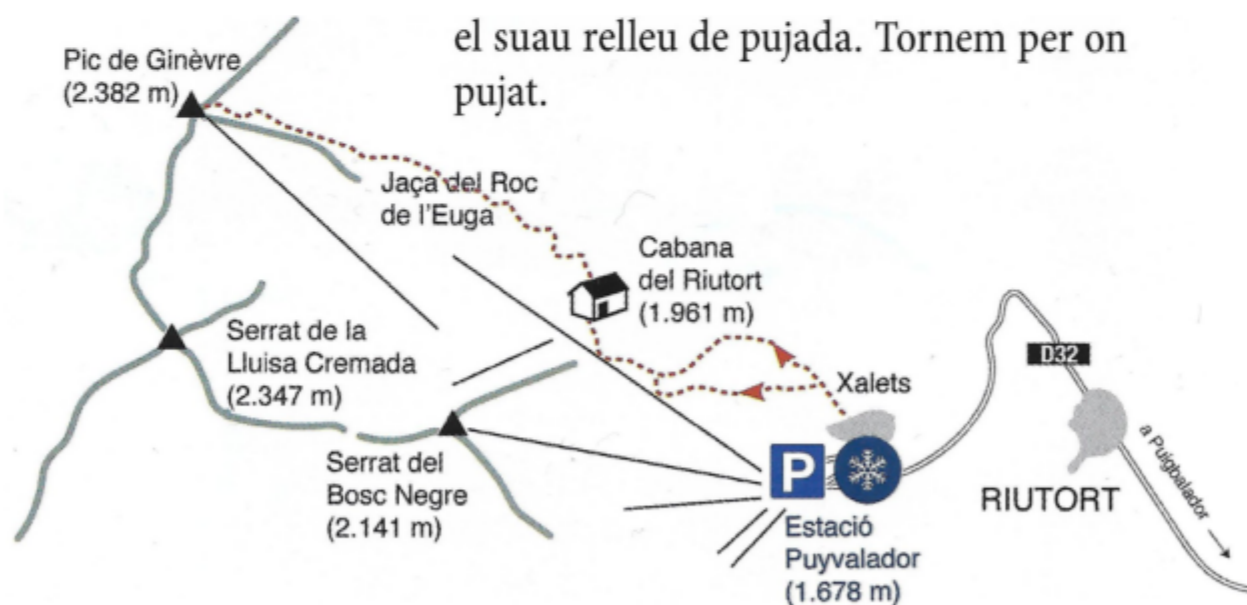 el suau relleu de pujada. Tornem per on
pujat.
Pic de Ginèvre
(2.382 m)
Jaça del Roc
de l'Euga
Cabana
del Riutort
(1.961 m)
Serrat de la
Lluisa Cremada
(2.347 m)
D32
Xalets
Serrat del
Bosc Negre
(2.141 m)
P
RIUTORT
a Puigbalador
Estació
Puyvalador
(1.678 m)